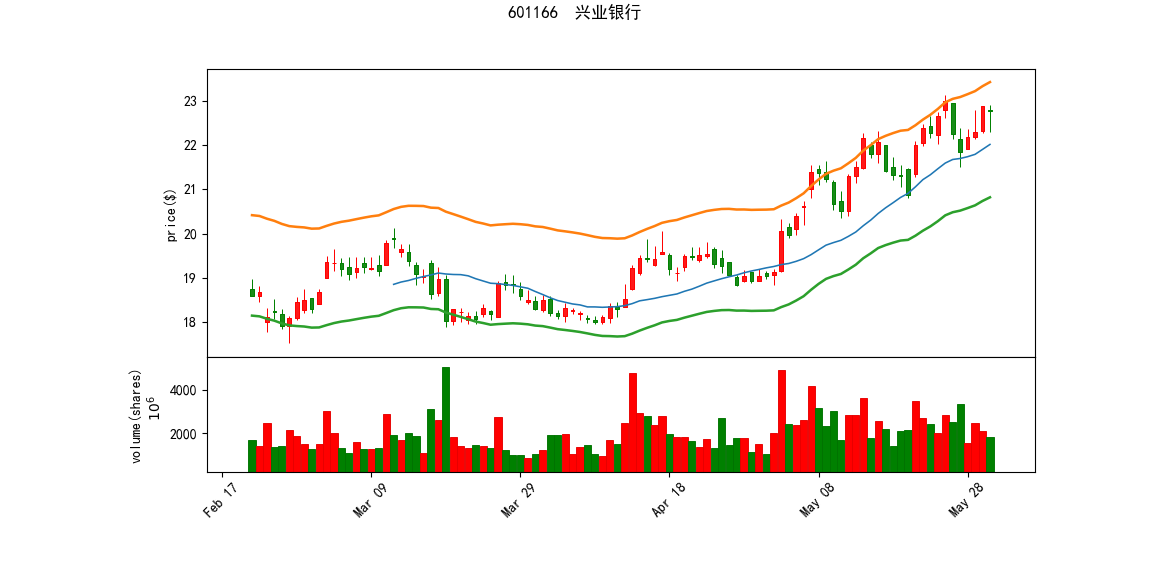 601166 兴业银行
price($)
23
22
21
20
19
18
volume(shares)
10^6
4000
2000
Feb 17
Mar 09
Mar 29
Apr 18
May 08
May 28